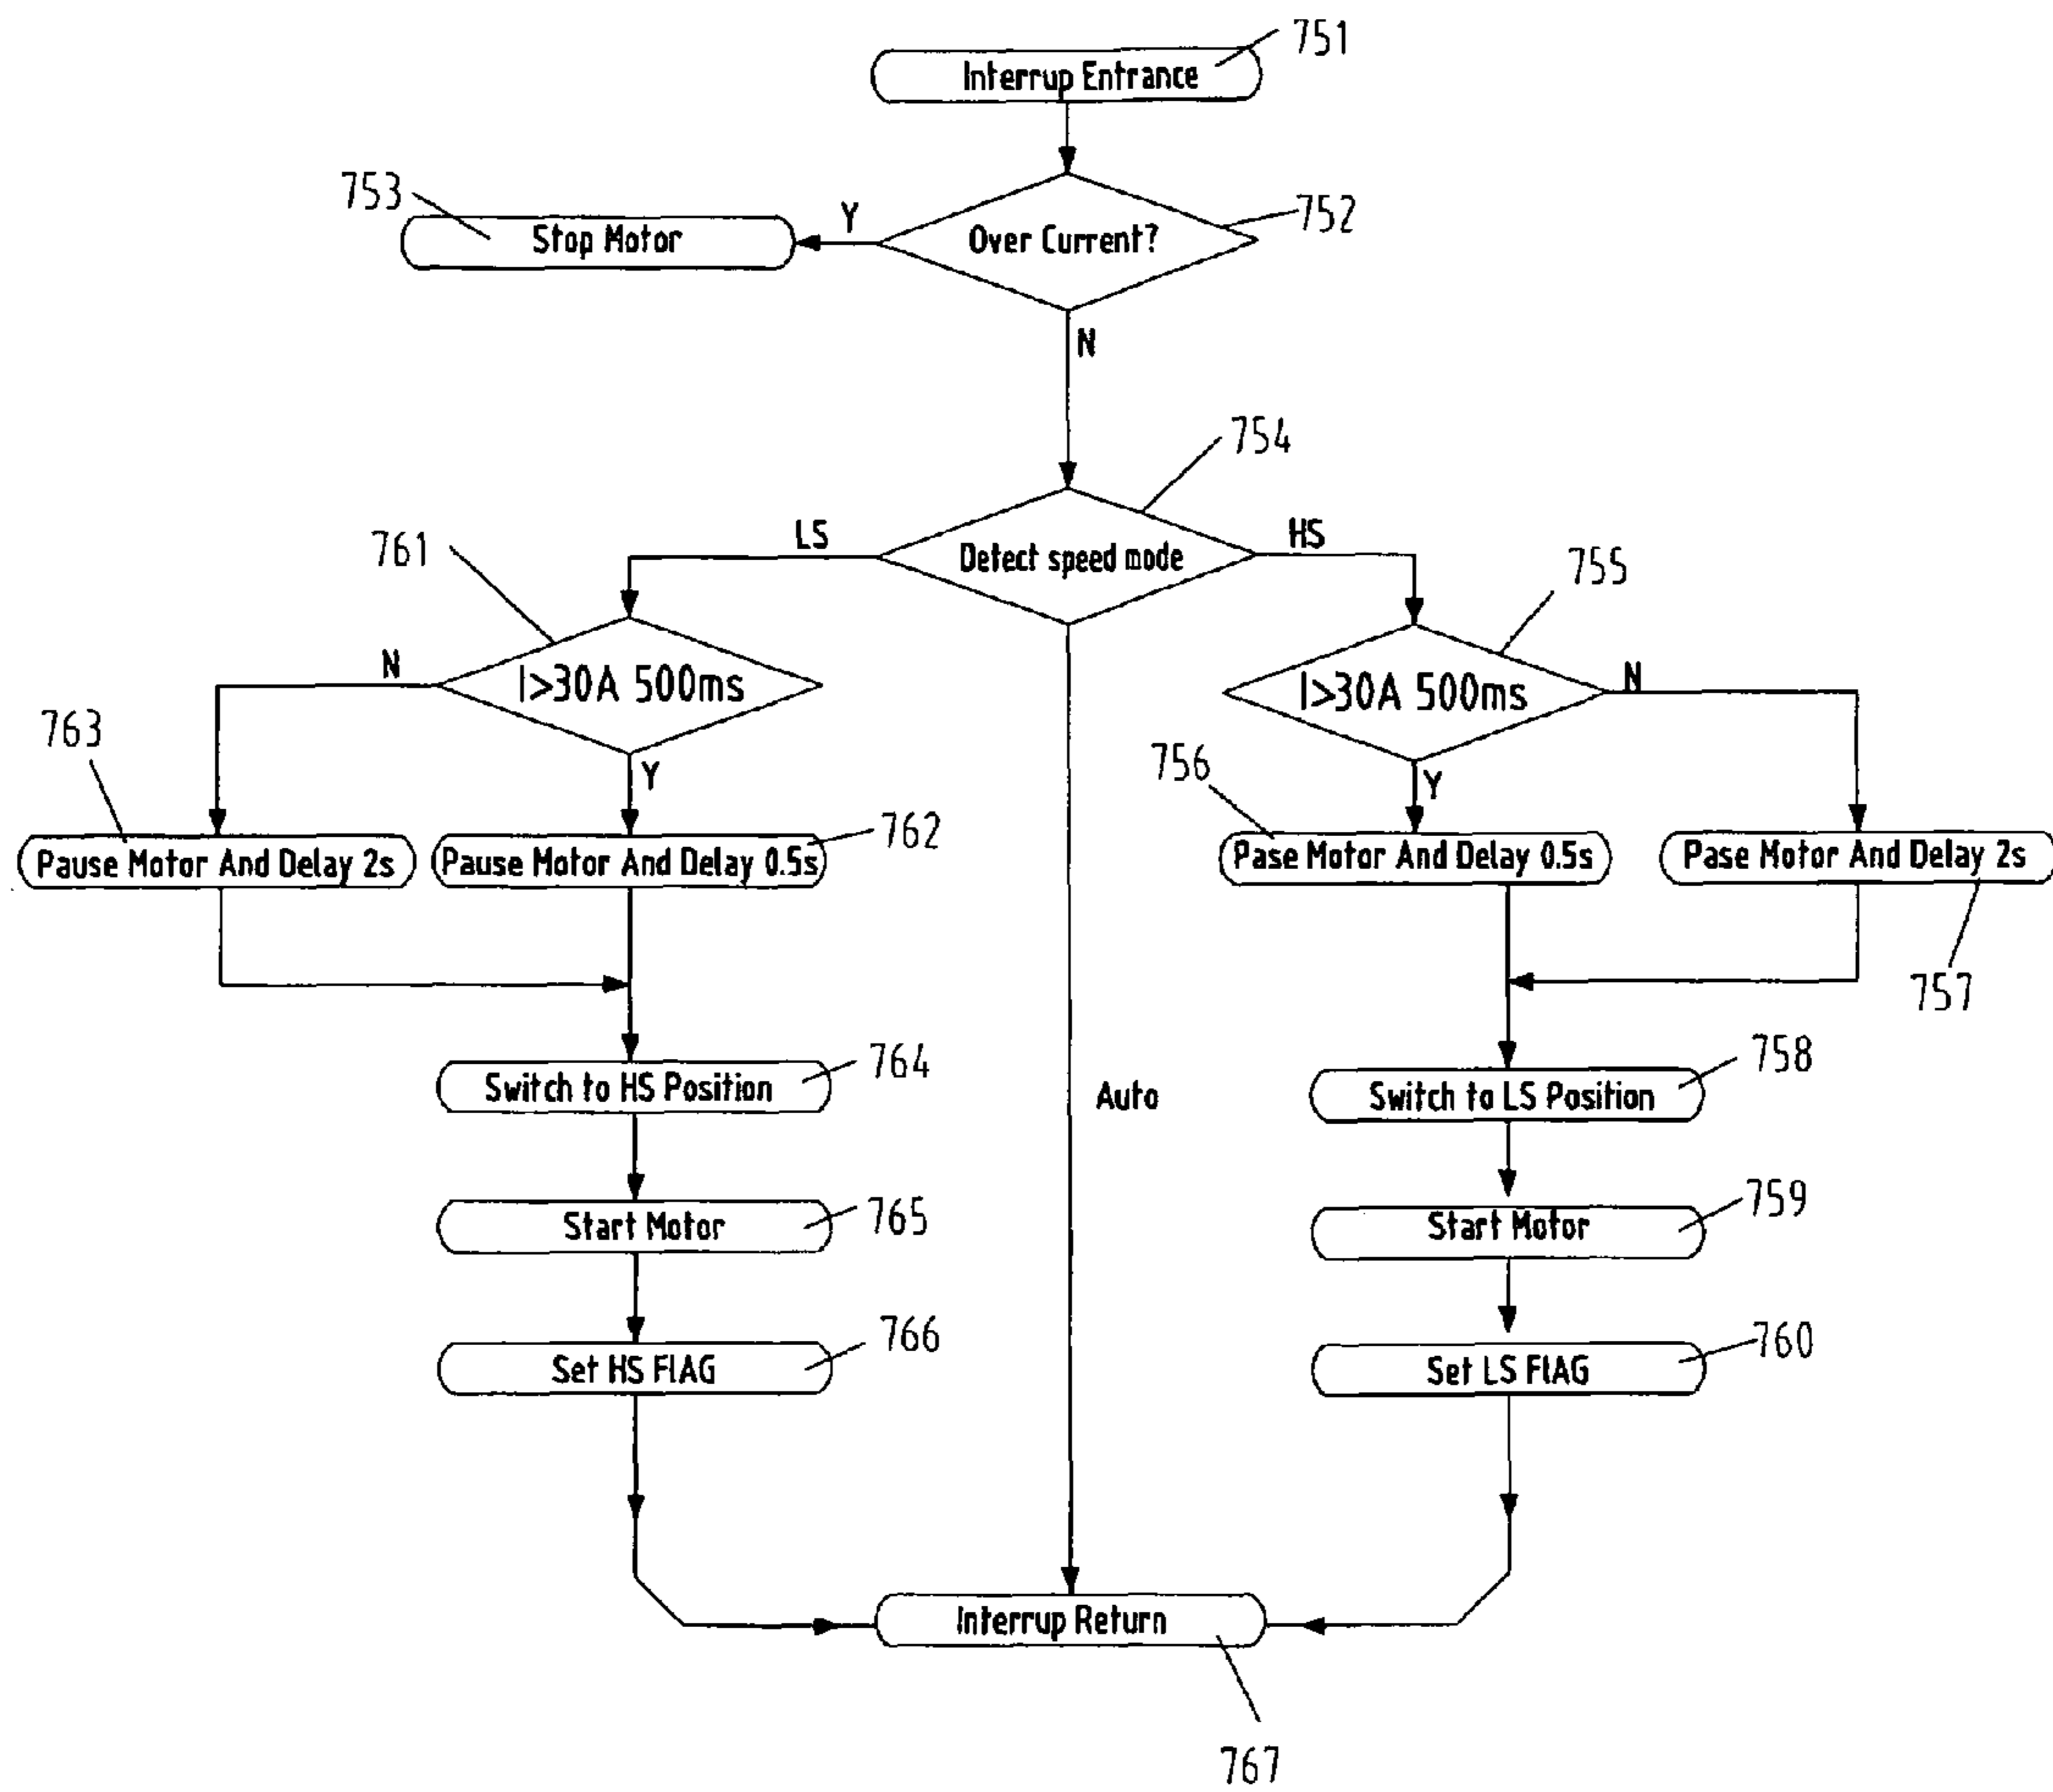 751
Interrup Entrance
753
752
Stop Motor
Y
Over Current?
N
754
LS
HS
761
Detect speed mode
755
N
I>30A 500ms
I>30A 500ms
N
763
Y
756
Y
762
Pause Motor And Delay 2s
Pause Motor And Delay 0.5s
Pase Motor And Delay 0.5s
Pase Motor And Delay 2s
757
764
758
Switch to HS Position
Auto
Switch to LS Position
765
759
Start Motor
Start Motor
766
760
Set HS FlAG
Set LS FlAG
Interrup Return
767